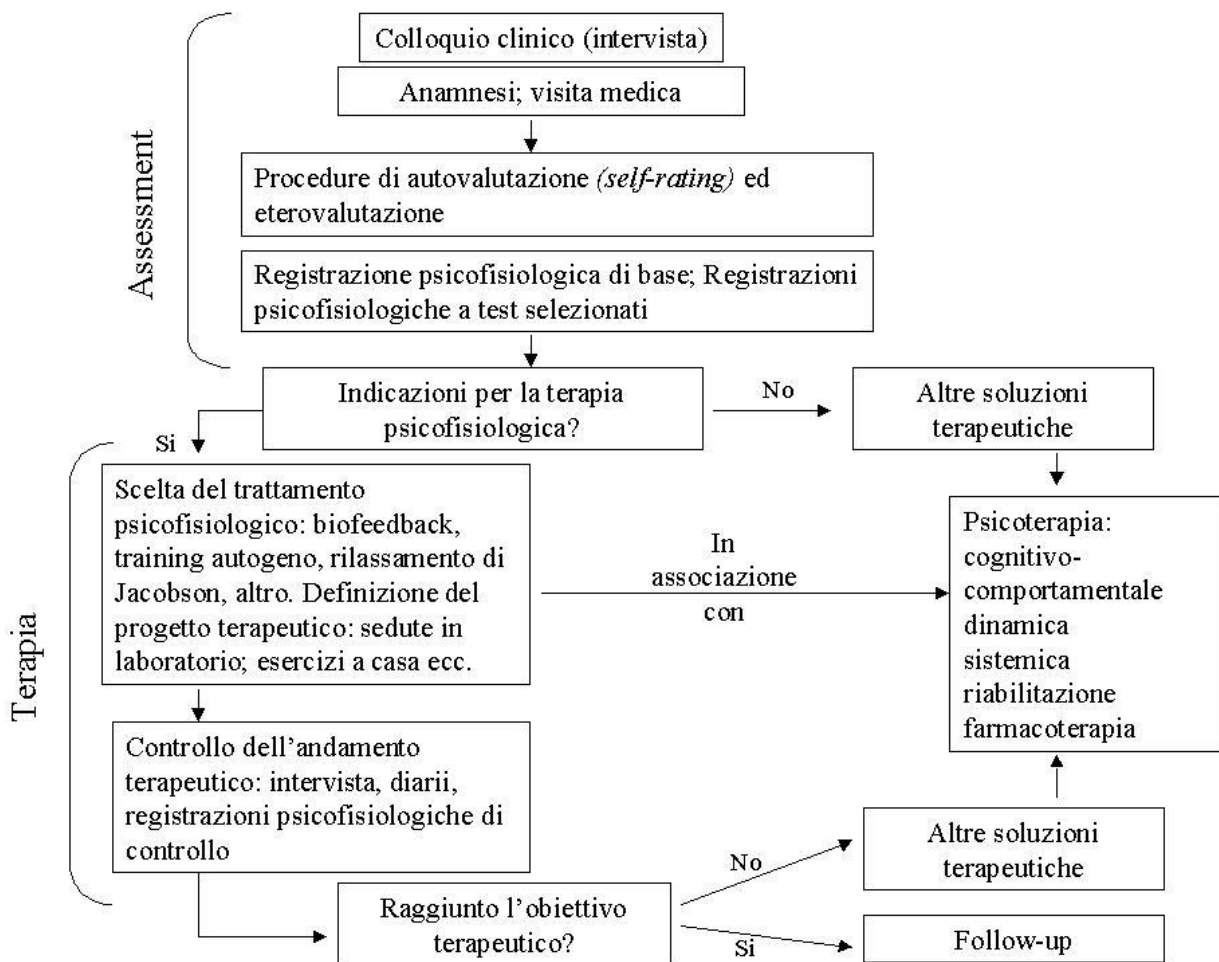 Assessment
Colloquio clinico (intervista)
Anamnesi; visita medica
Procedure di autovalutazione (self-rating) ed
eterovalutazione
Registrazione psicofisiologica di base; Registrazioni
psicofisiologiche a test selezionati
Indicazioni per la terapia
psicofisiologica?
No
Altre soluzioni
terapeutiche
Si
Terapia
Scelta del trattamento
psicofisiologico: biofeedback,
training autogeno, rilassamento di
Jacobson, altro. Definizione del
progetto terapeutico: sedute in
laboratorio; esercizi a casa ecc.
In
associazione
con
Psicoterapia:
cognitivo-
comportamentale
dinamica
sistemica
riabilitazione
farmacoterapia
Controllo dell’andamento
terapeutico: intervista, diarii,
registrazioni psicofisiologiche di
controllo
Raggiunto l’obiettivo
terapeutico?
No
Altre soluzioni
terapeutiche
Si
Follow-up